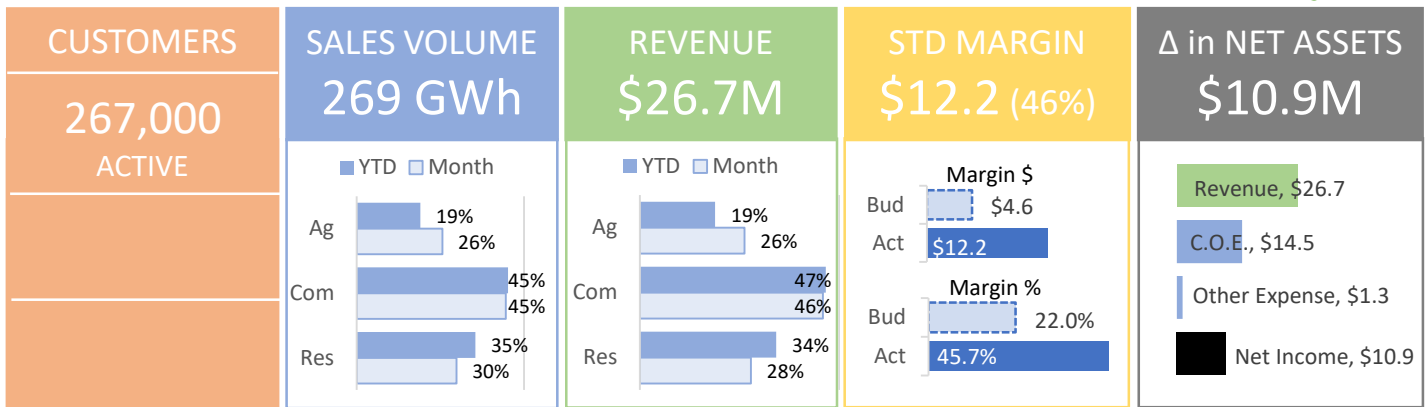 CUSTOMERS
267,000
ACTIVE
SALES VOLUME
269 GWh
YTD Month
Ag 19%
26%
Com 45%
45%
Res 35%
30%
REVENUE
$26.7M
YTD Month
Ag 19%
26%
Com 47%
46%
Res 34%
28%
STD MARGIN
$12.2 (46%)
Margin $
Bud $4.6
Act $12.2
Margin %
Bud 22.0%
Act 45.7%
Δ in NET ASSETS
$10.9M
Revenue, $26.7
C.O.E., $14.5
Other Expense, $1.3
Net Income, $10.9